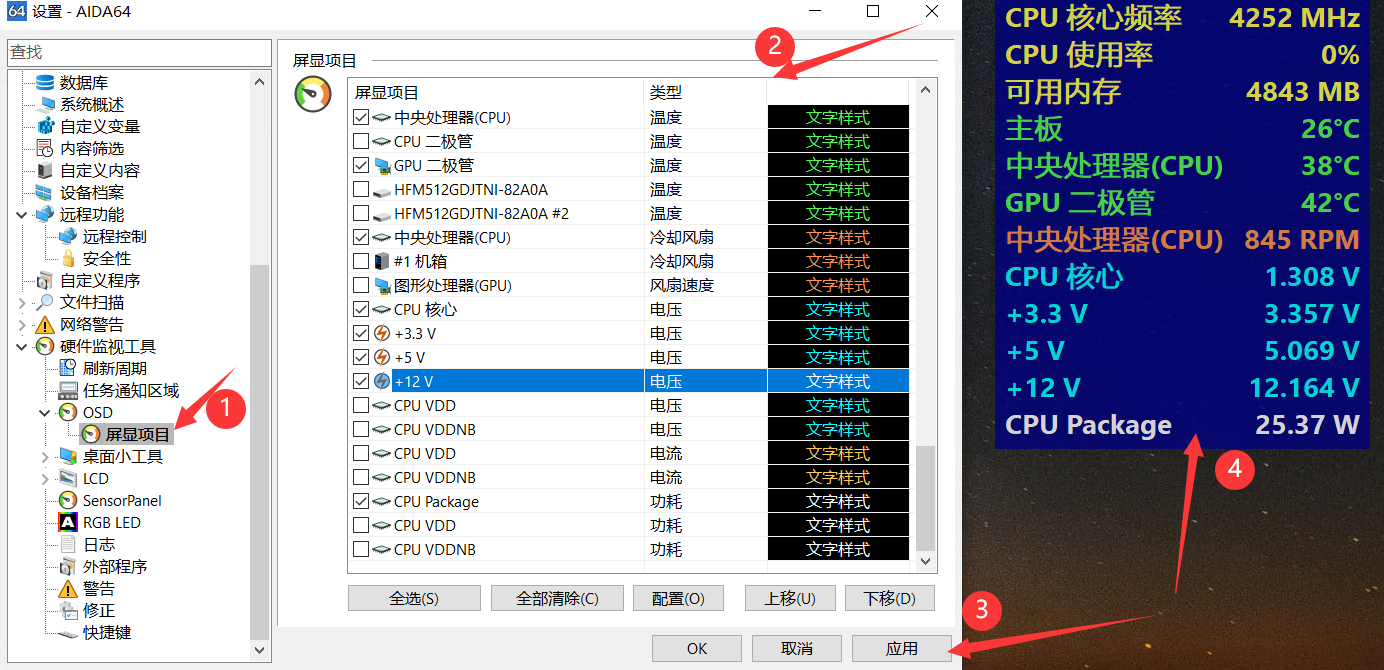 64 设置 - AIDA64
查找
数据库
系统概述
自定义变量
内容筛选
自定义内容
设备档案
远程功能
远程控制
安全性
自定义程序
文件扫描
网络警告
硬件监视工具
刷新周期
任务通知区域
OSD
屏显项目
桌面小工具
LCD
SensorPanel
A RGB LED
日志
外部程序
警告
修正
快捷键
1
屏显项目
2
屏显项目 类型
中央处理器(CPU) 温度 文字样式
CPU 二极管 温度 文字样式
GPU 二极管 温度 文字样式
HFM512GDJTNI-82A0A 温度 文字样式
HFM512GDJTNI-82A0A #2 温度 文字样式
中央处理器(CPU) 冷却风扇 文字样式
#1 机箱 冷却风扇 文字样式
图形处理器(GPU) 风扇速度 文字样式
CPU 核心 电压 文字样式
+3.3 V 电压 文字样式
+5 V 电压 文字样式
+12 V 电压 文字样式
CPU VDD 电压 文字样式
CPU VDDNB 电压 文字样式
CPU VDD 电流 文字样式
CPU VDDNB 电流 文字样式
CPU Package 功耗 文字样式
CPU VDD 功耗 文字样式
CPU VDDNB 功耗 文字样式
全选(S) 全部清除(C) 配置(O) 上移(U) 下移(D)
OK 取消 应用
3
CPU 核心频率 4252 MHz
CPU 使用率 0%
可用内存 4843 MB
主板 26°C
中央处理器(CPU) 38°C
GPU 二极管 42°C
中央处理器(CPU) 845 RPM
CPU 核心 1.308 V
+3.3 V 3.357 V
+5 V 5.069 V
+12 V 12.164 V
CPU Package 25.37 W
4